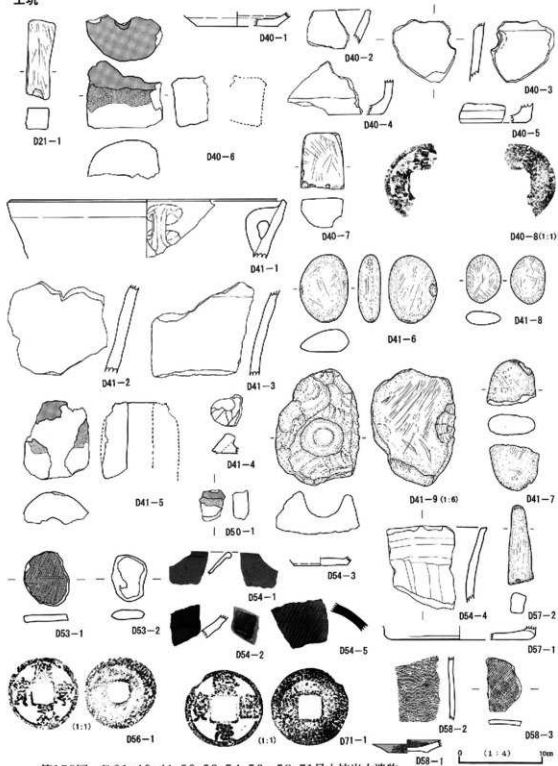 土坑
D40-1
D40-2
D40-3
D21-1
D40-4
D40-5
D40-6
D40-7
D40-8(1:1)
D41-1
D41-6
D41-8
D41-2
D41-3
D41-4
D41-5
D41-9 (1:6)
D41-7
D50-1
D53-1
D53-2
D54-1
D54-3
D54-2
D54-5
D54-4
D57-2
D57-1
(1:1)
D56-1
(1:1)
D71-1
D58-2
D58-3
D58-1
0 (1:4) 10m